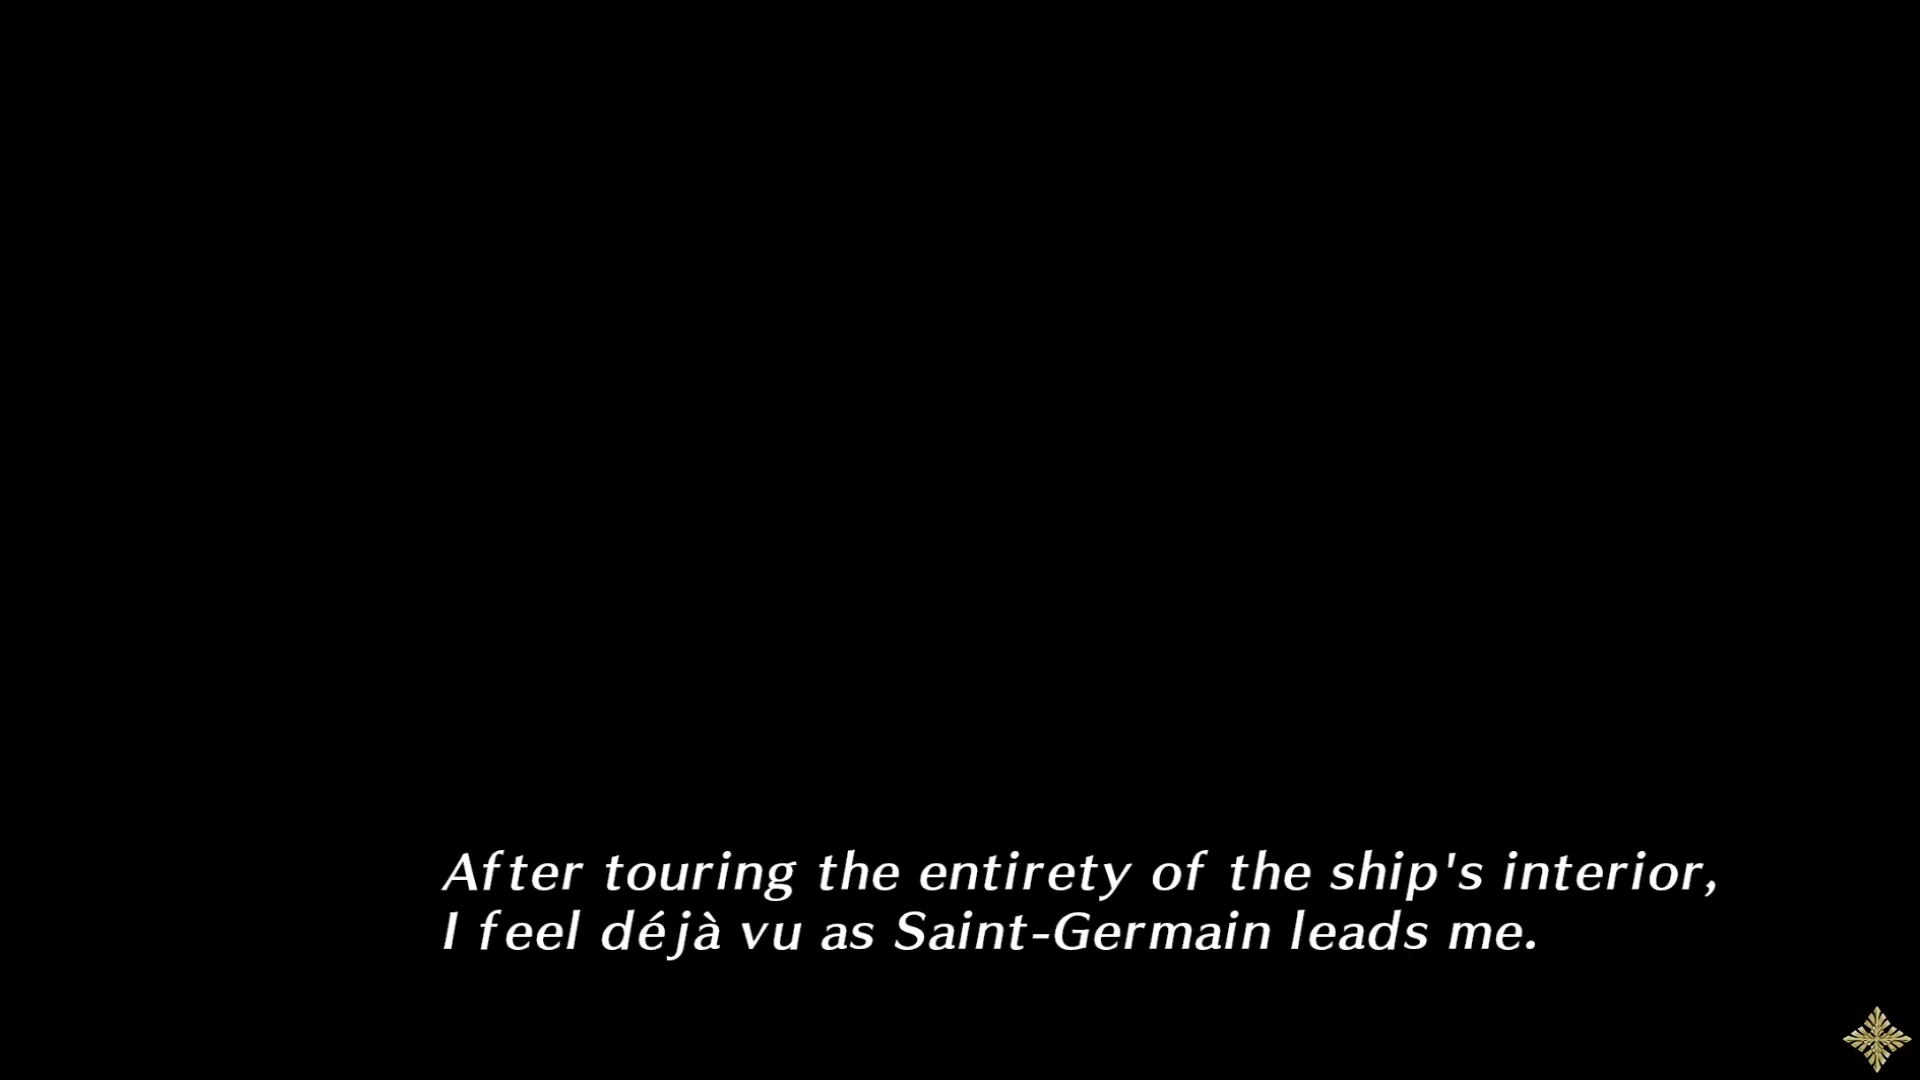 After touring the entirety of the ship's interior,
I feel déjà vu as Saint-Germain leads me.